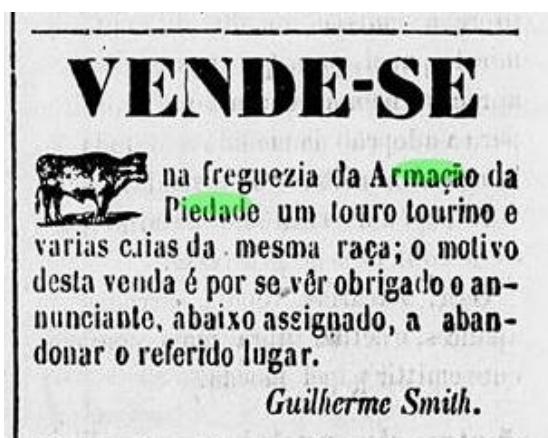 VENDE-SE
na freguezia da Armação da
Piedade um touro tourino e
varias crias da mesma raça; o motivo
desta venda é por se vêr obrigado o an-
nunciante, abaixo assignado, a aban-
donar o referido lugar.
Guilherme Smith.